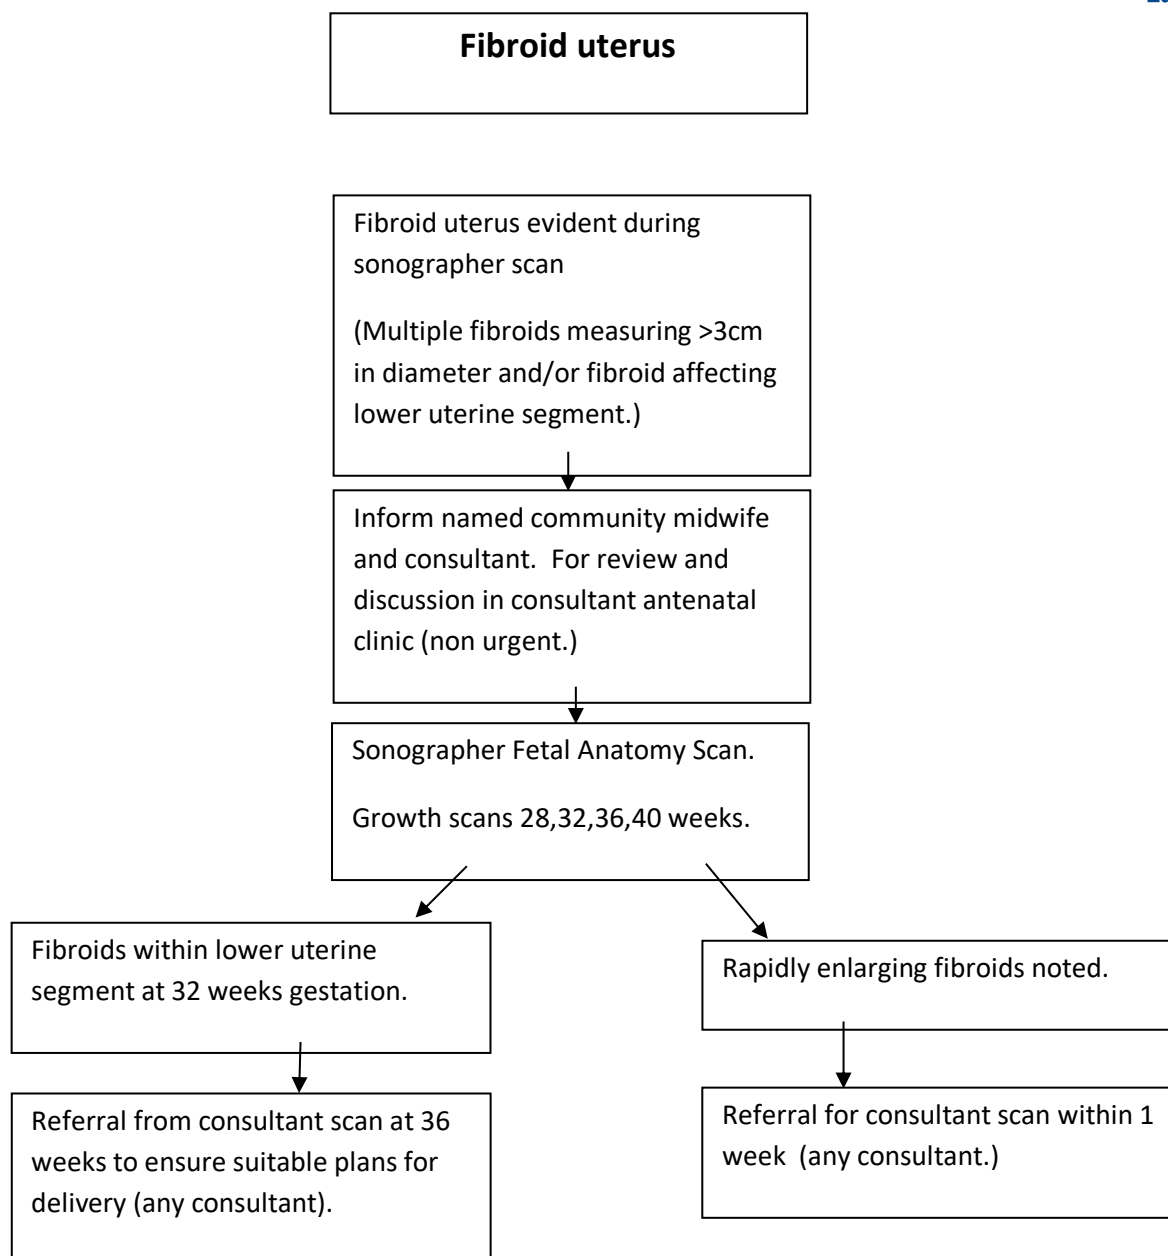 Fibroid uterus
Fibroid uterus evident during
sonographer scan
(Multiple fibroids measuring >3cm
in diameter and/or fibroid affecting
lower uterine segment.)
Inform named community midwife
and consultant.  For review and
discussion in consultant antenatal
clinic (non urgent.)
Sonographer Fetal Anatomy Scan.
Growth scans 28,32,36,40 weeks.
Fibroids within lower uterine
segment at 32 weeks gestation.
Rapidly enlarging fibroids noted.
Referral from consultant scan at 36
weeks to ensure suitable plans for
delivery (any consultant).
Referral for consultant scan within 1
week  (any consultant.)